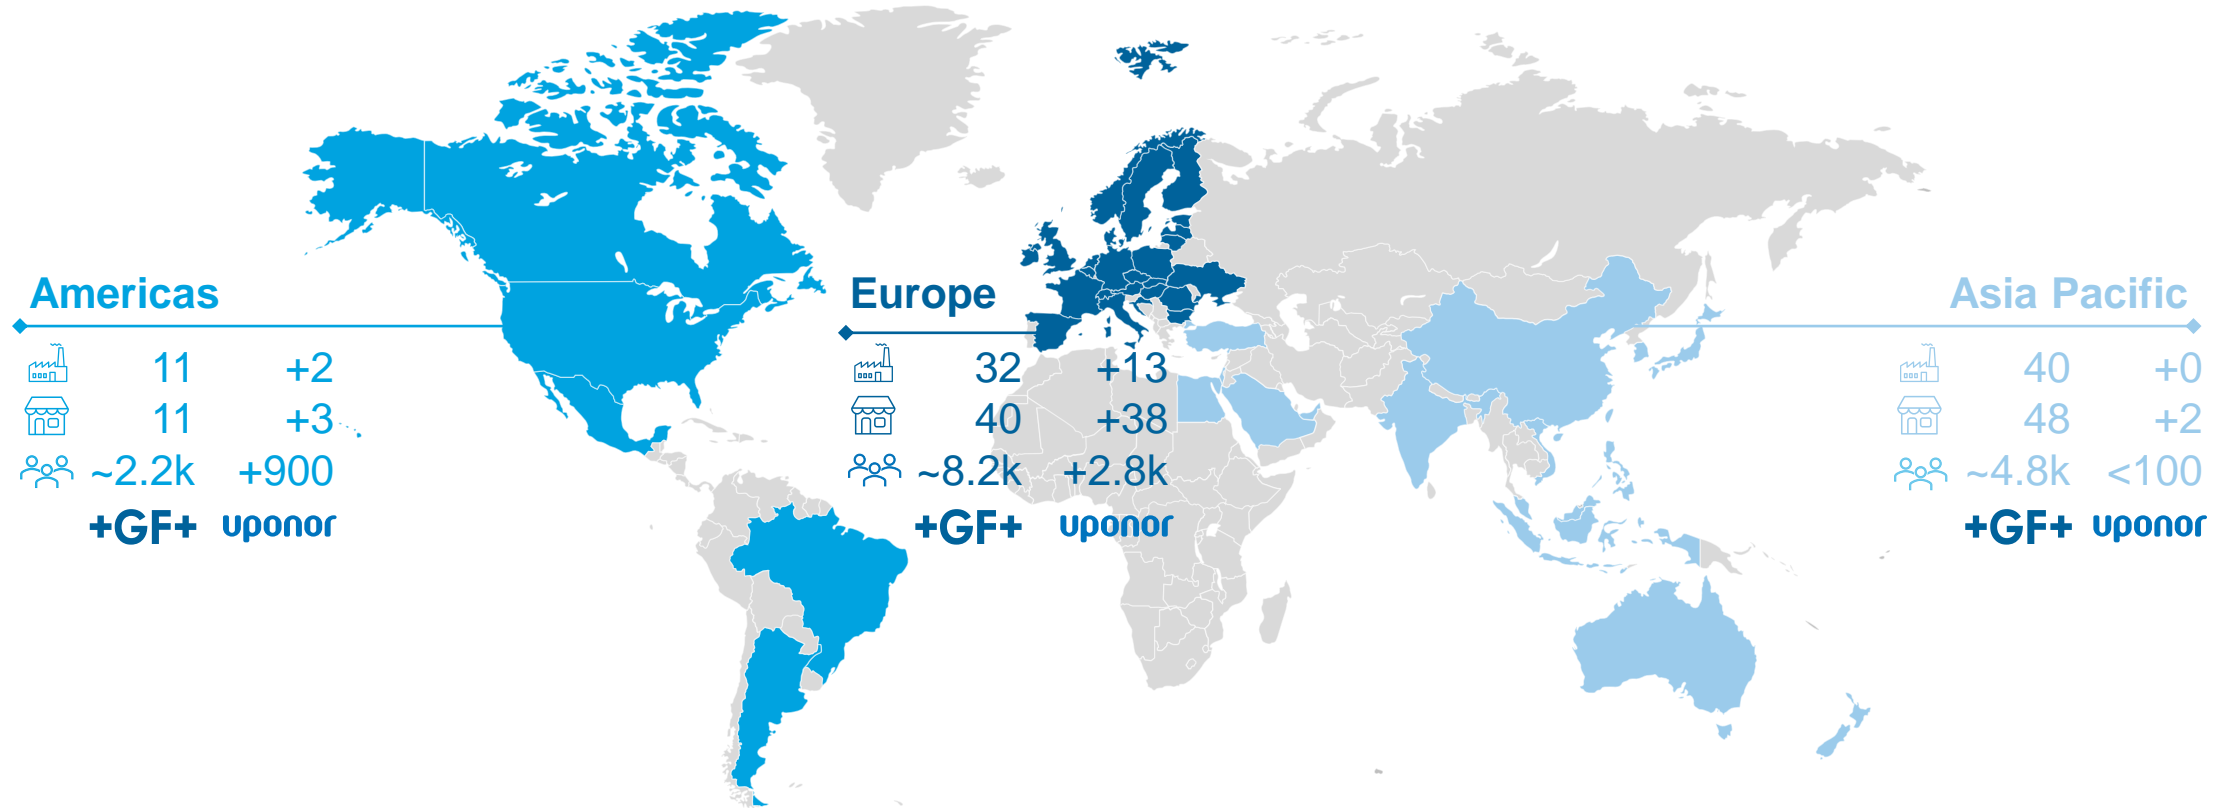 Americas
11 +2
11 +3
~2.2k +900
+GF+ uponor
Europe
32 +13
40 +38
~8.2k +2.8k
+GF+ uponor
Asia Pacific
40 +0
48 +2
~4.8k <100
+GF+ uponor